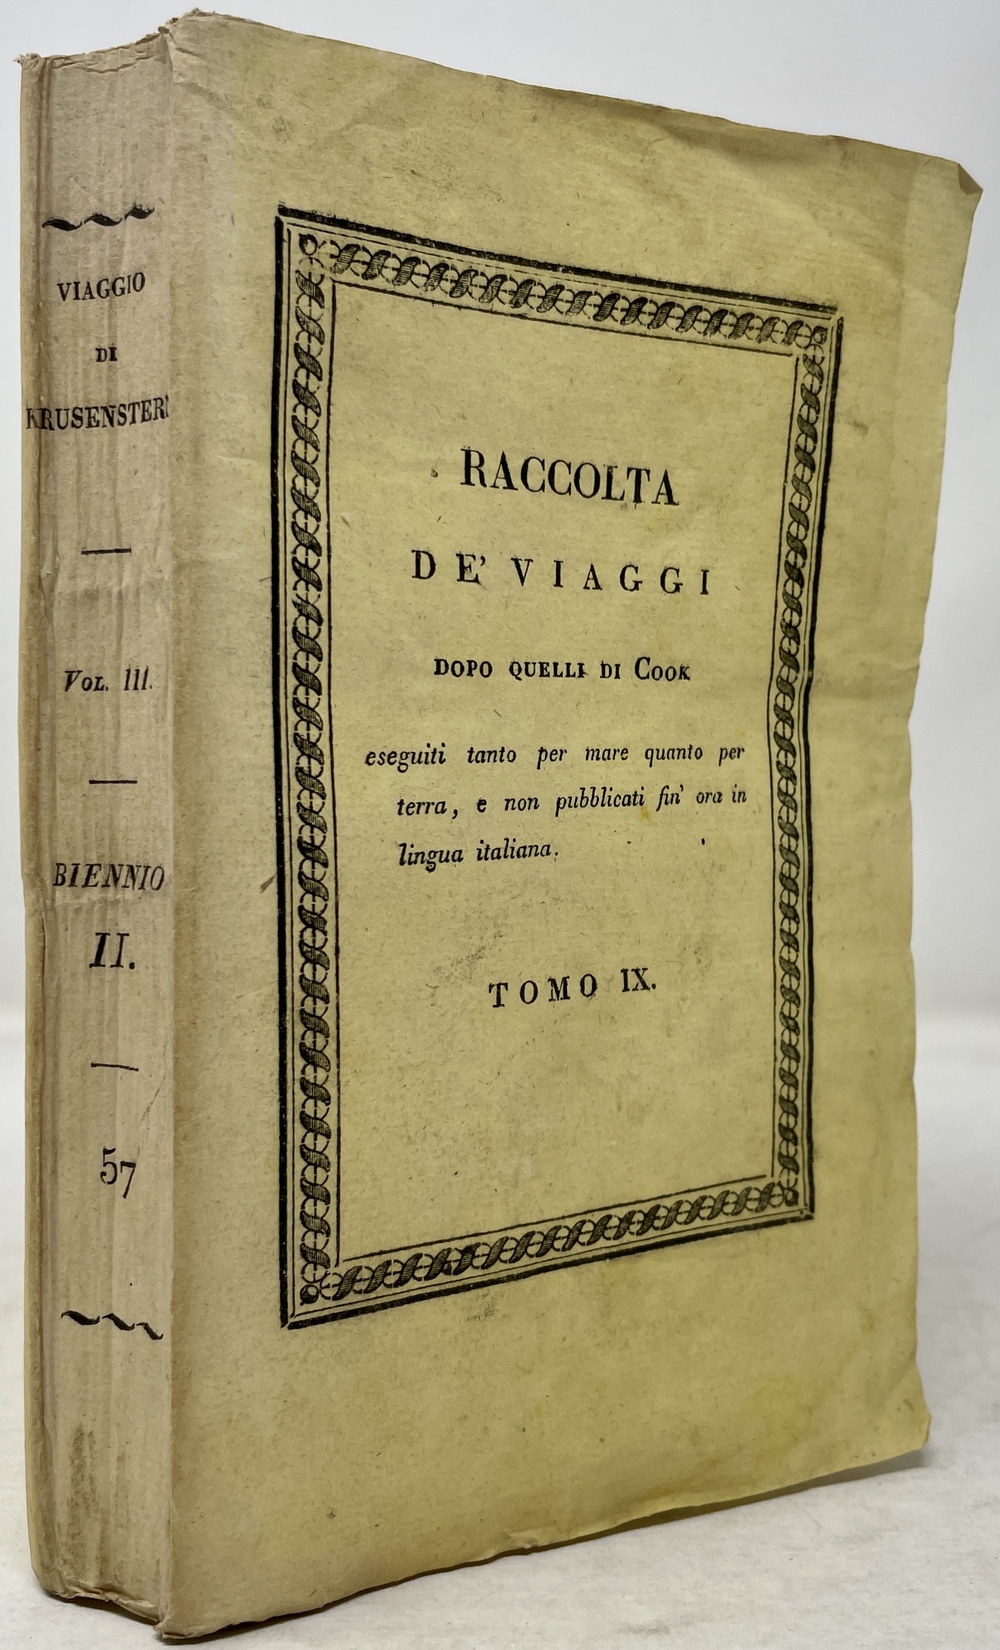 VIAGGIO
DI
KRUSENSTERN
Vol. III.
BIENNIO
II.
57
RACCOLTA
DE' VIAGGI
DOPO QUELLI DI COOK
eseguiti tanto per mare quanto per
terra, e non pubblicati fin' ora in
lingua italiana.
TOMO IX.